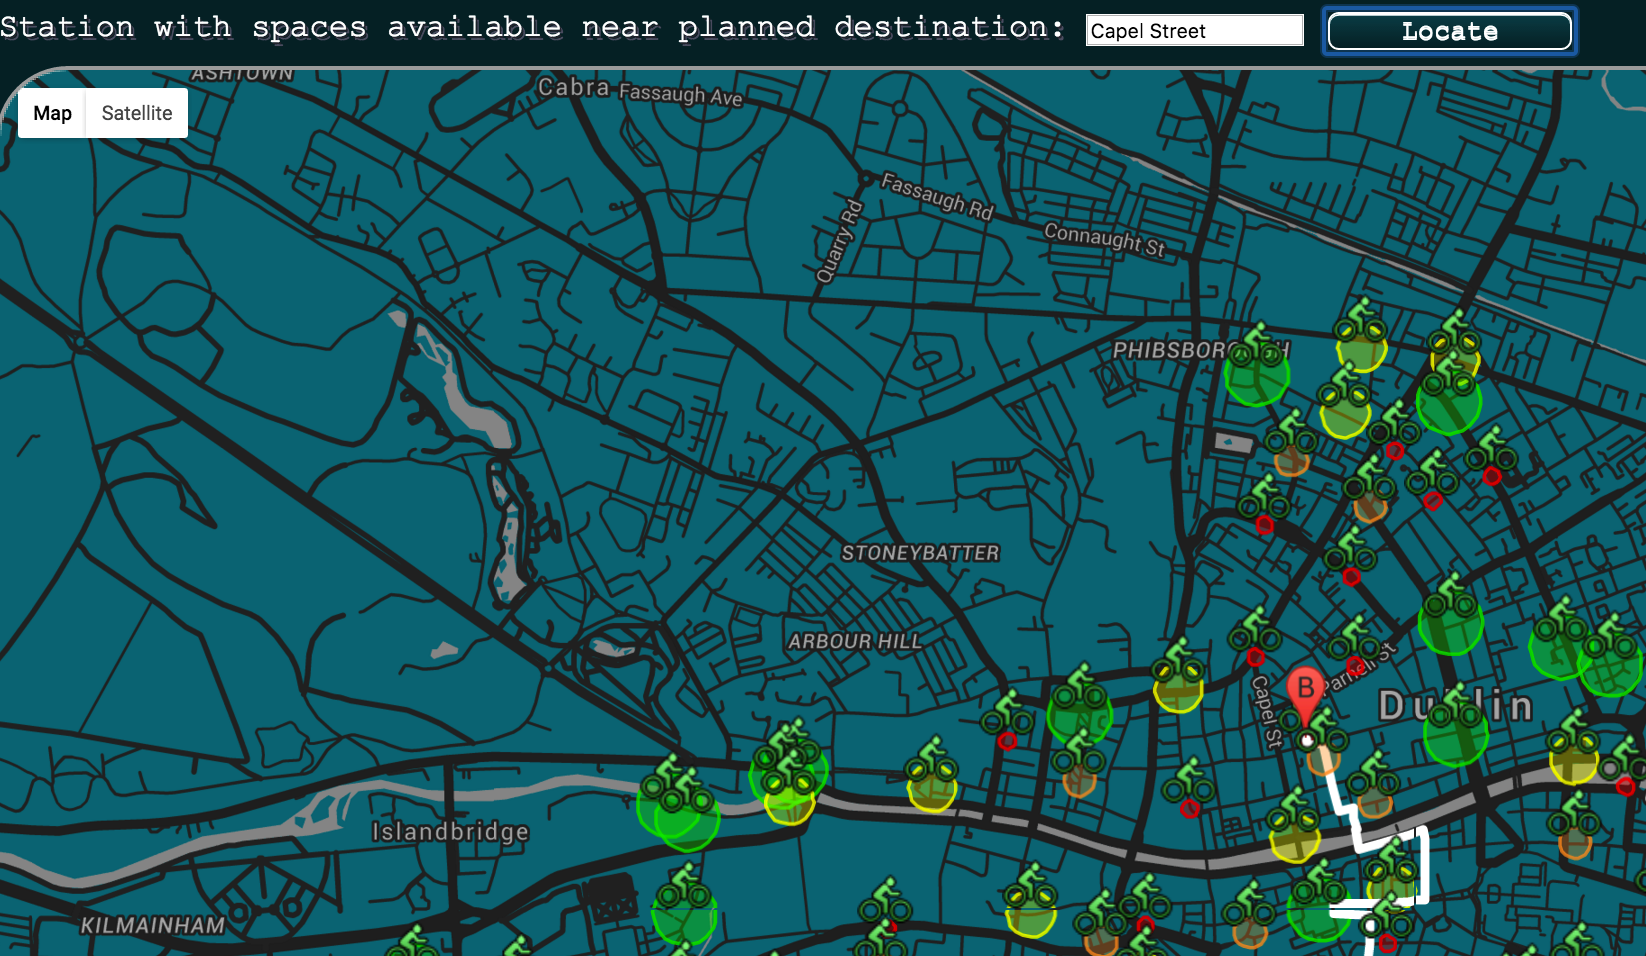 Station with spaces available near planned destination: Capel Street Locate
ASHTOWN
Cabra
Fassaugh Ave
Map Satellite
Fassaugh Rd
Quarry Rd
Connaught St
PHIBSBOROUGH
STONEYBATTER
ARBOUR HILL
Parnell St
Capel St
B
Dublin
Islandbridge
KILMAINHAM